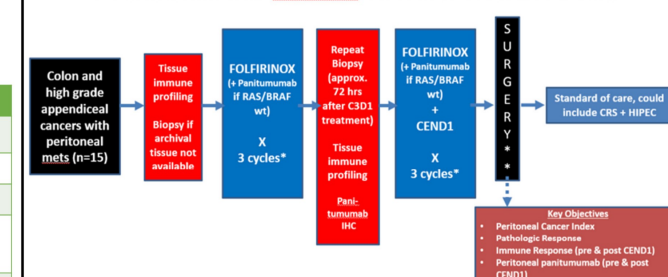 Colon and
high grade
appendiceal
cancers with
peritoneal
mets (n=15)
Tissue
immune
profiling
Biopsy if
archival
tissue not
available
FOLFIRINOX
(+ Panitumumab
if RAS/BRAF
wt)
X
3 cycles*
Repeat
Biopsy
(approx.
72 hrs
after C3D1
treatment)
Tissue
immune
profiling
Pani-
tumumab
IHC
FOLFIRINOX
(+ Panitumumab
if RAS/BRAF
wt)
+
CEND1
X
3 cycles*
S
U
R
G
E
R
Y
*
*
Standard of care, could
include CRS + HIPEC
Key Objectives
• Peritoneal Cancer Index
• Pathologic Response
• Immune Response (pre & post CEND1)
• Peritoneal panitumumab (pre & post
CEND1)